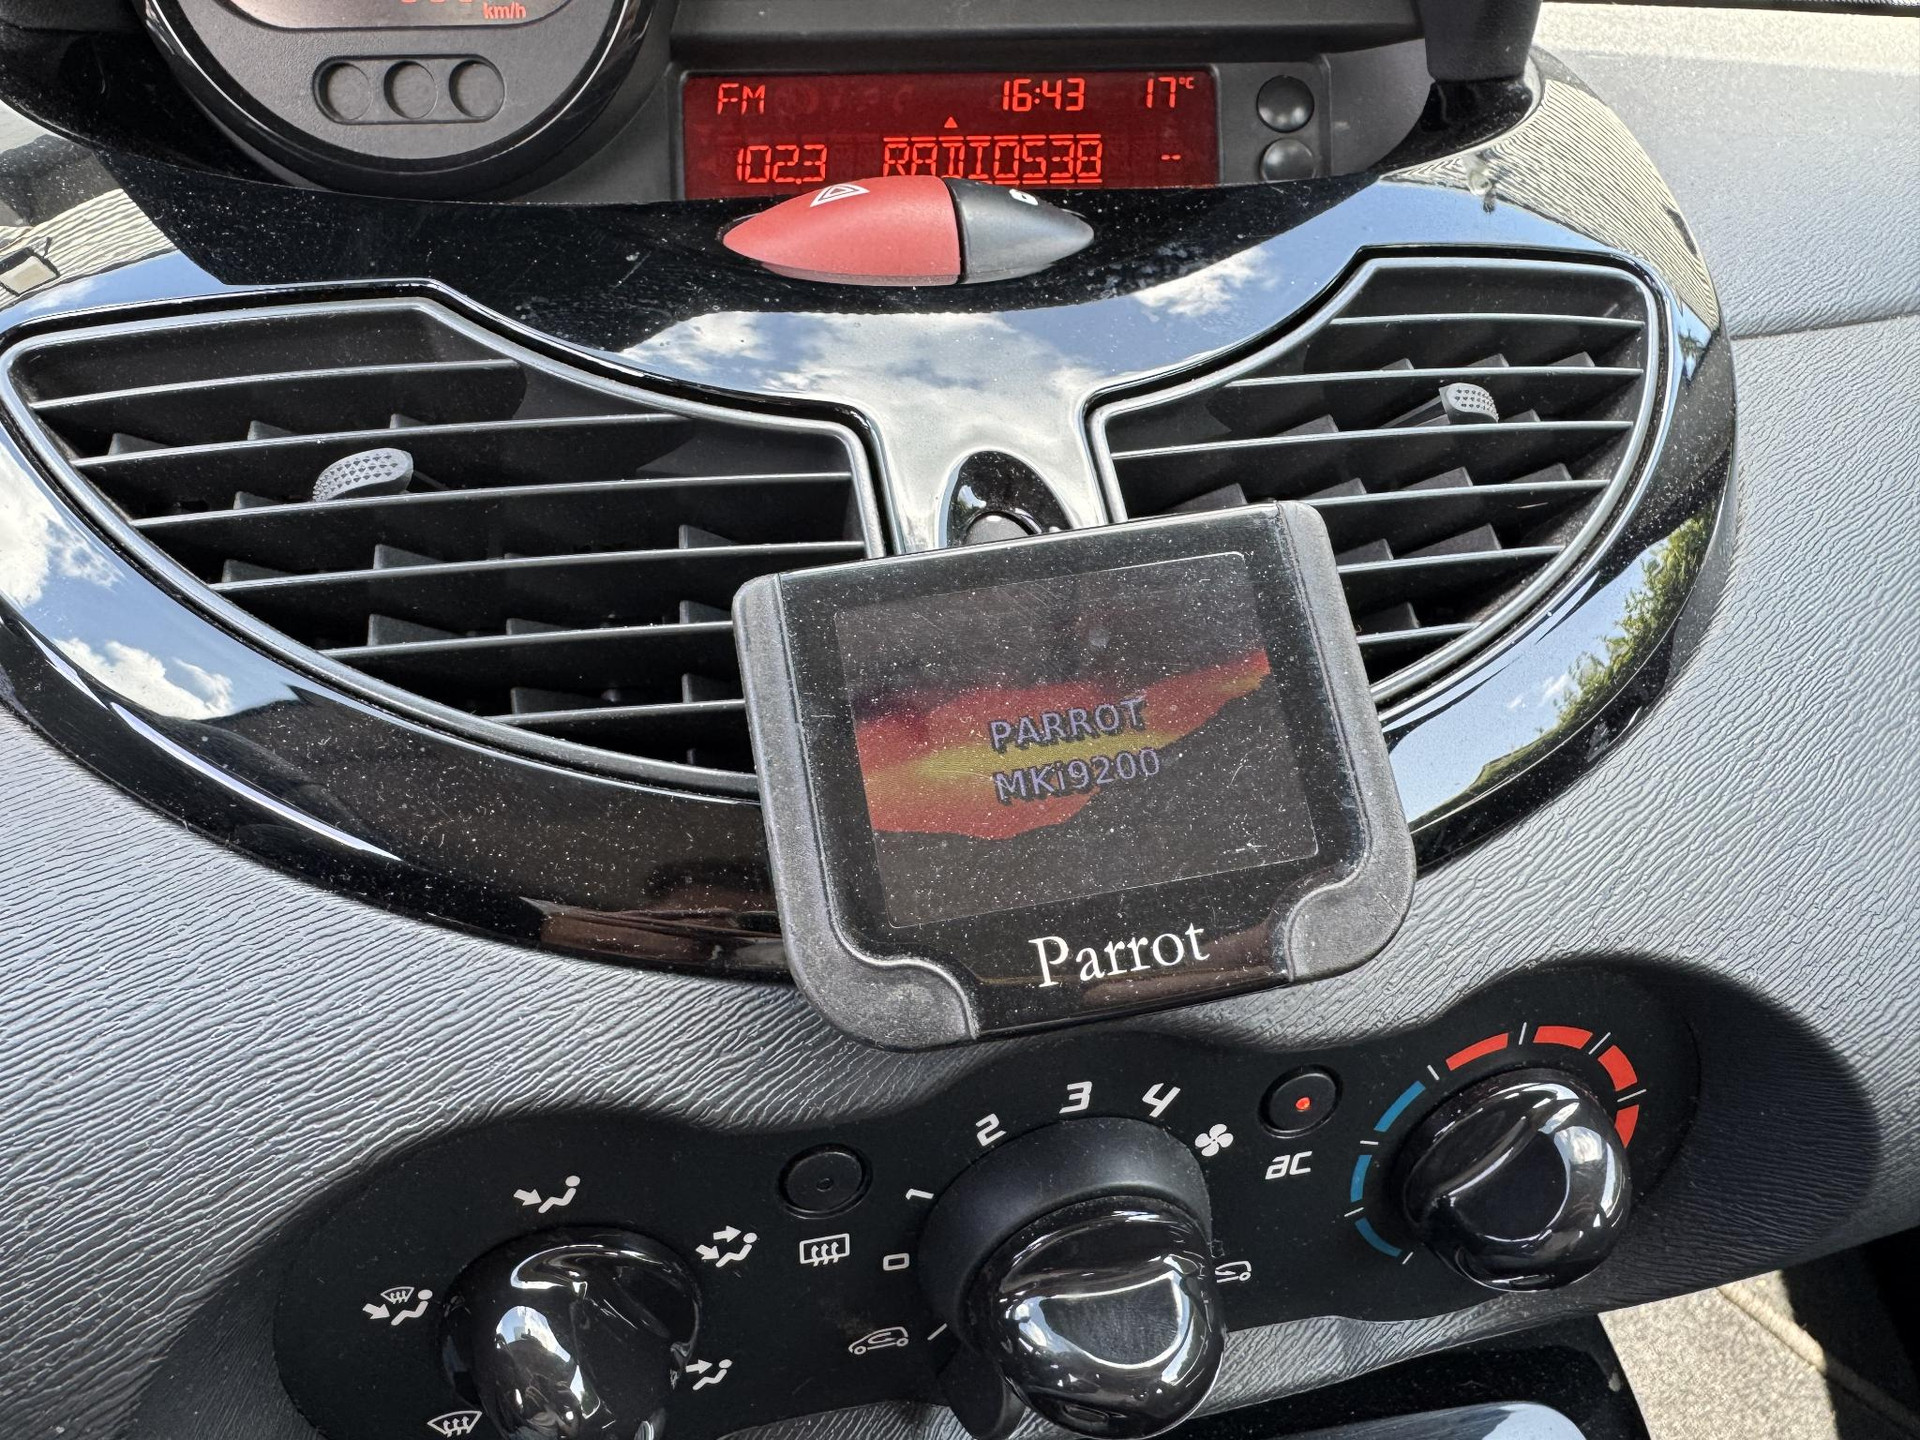 km/h
FM 16:43 17°C
102.3 RADIO538 --
PARROT
MKi9200
Parrot
0 1 2 3 4
ac